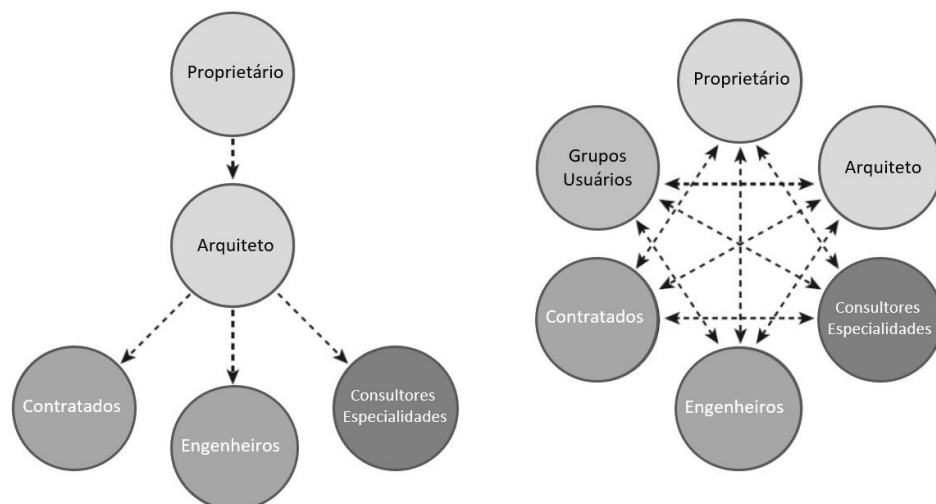 Proprietário
Arquiteto
Contratados
Engenheiros
Consultores
Especialidades
Proprietário
Grupos
Usuários
Arquiteto
Contratados
Consultores
Especialidades
Engenheiros